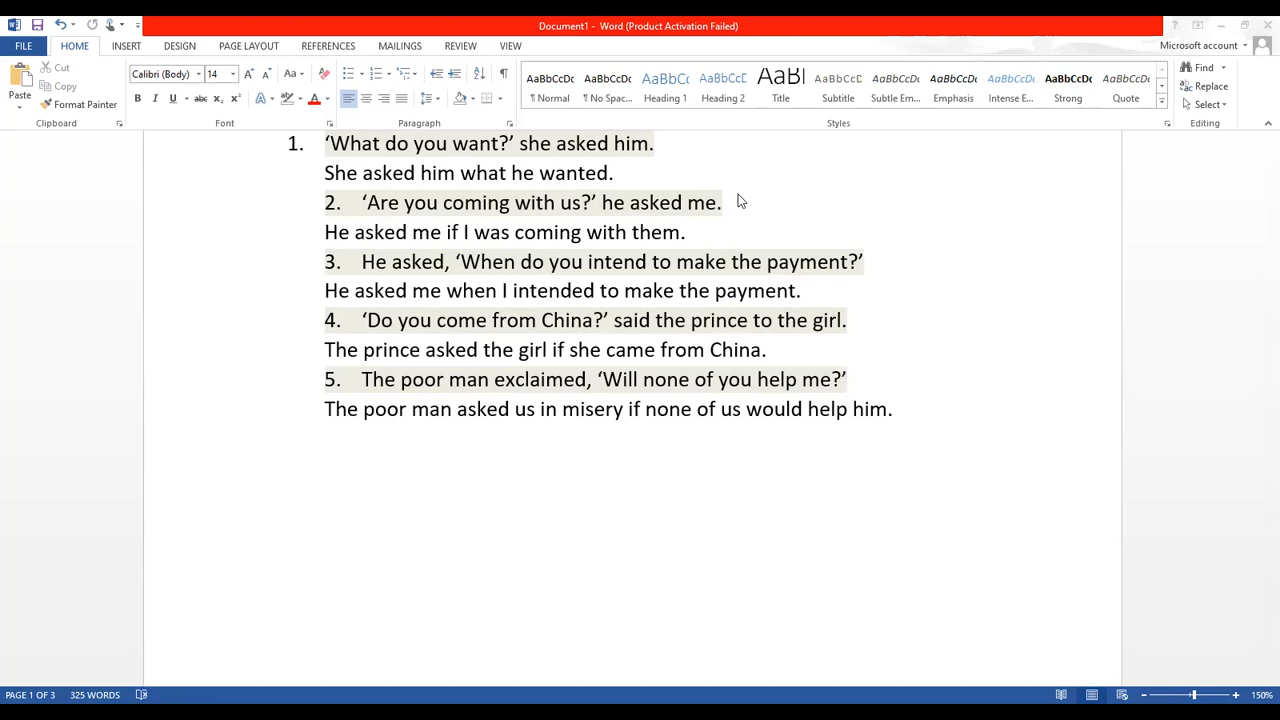 Document1 - Word (Product Activation Failed)
FILE HOME INSERT DESIGN PAGE LAYOUT REFERENCES MAILINGS REVIEW VIEW Microsoft account
Paste Cut Copy Format Painter
Calibri (Body) 14
AaBbCcDc AaBbCcDc AaBbCc AaBbCcD AaBl AaBbCcD AaBbCcDc AaBbCcDc AaBbCcDc AaBbCcDc AaBbCcDc
¶ Normal ¶ No Spac... Heading 1 Heading 2 Title Subtitle Subtle Em... Emphasis Intense E... Strong Quote
Find Replace Select
Clipboard Font Paragraph Styles Editing
1. ‘What do you want?’ she asked him.
She asked him what he wanted.
2. ‘Are you coming with us?’ he asked me.
He asked me if I was coming with them.
3. He asked, ‘When do you intend to make the payment?’
He asked me when I intended to make the payment.
4. ‘Do you come from China?’ said the prince to the girl.
The prince asked the girl if she came from China.
5. The poor man exclaimed, ‘Will none of you help me?’
The poor man asked us in misery if none of us would help him.
PAGE 1 OF 3 325 WORDS 150%